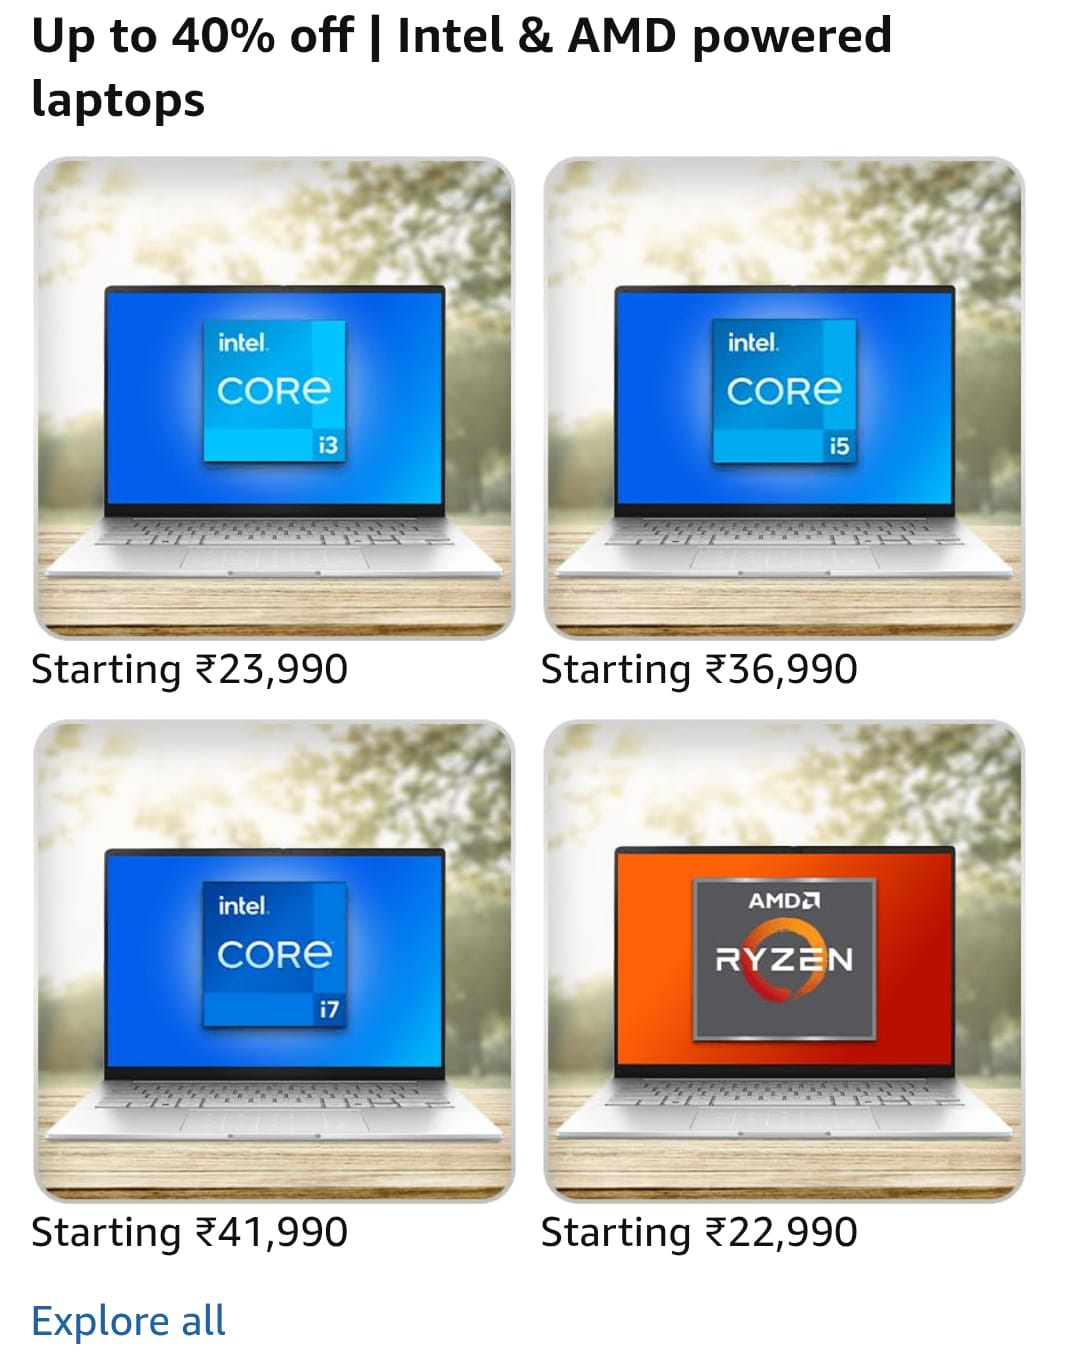 Up to 40% off | Intel & AMD powered
laptops
intel.
CORe
i3
intel.
CORe
i5
Starting ₹23,990
Starting ₹36,990
intel.
CORe
i7
AMD
RYZEN
Starting ₹41,990
Starting ₹22,990
Explore all